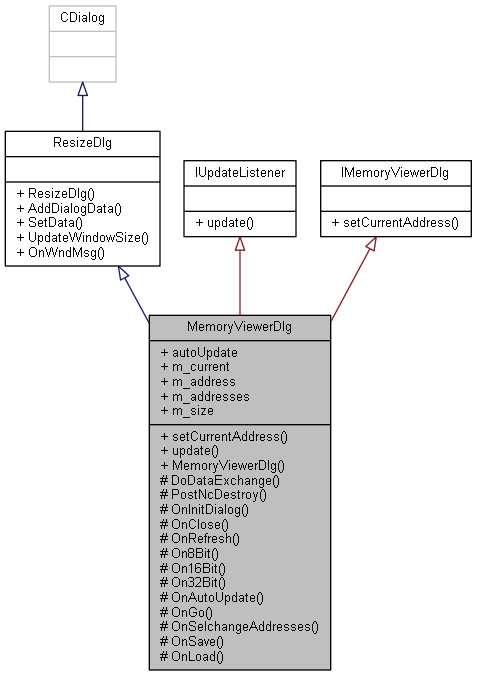 CDialog
ResizeDlg
+ ResizeDlg()
+ AddDialogData()
+ SetData()
+ UpdateWindowSize()
+ OnWndMsg()
IUpdateListener
+ update()
IMemoryViewerDlg
+ setCurrentAddress()
MemoryViewerDlg
+ autoUpdate
+ m_current
+ m_address
+ m_addresses
+ m_size
+ setCurrentAddress()
+ update()
+ MemoryViewerDlg()
# DoDataExchange()
# PostNcDestroy()
# OnInitDialog()
# OnClose()
# OnRefresh()
# On8Bit()
# On16Bit()
# On32Bit()
# OnAutoUpdate()
# OnGo()
# OnSelchangeAddresses()
# OnSave()
# OnLoad()